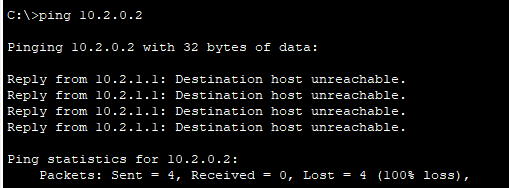 C:\>ping 10.2.0.2
Pinging 10.2.0.2 with 32 bytes of data:
Reply from 10.2.1.1: Destination host unreachable.
Reply from 10.2.1.1: Destination host unreachable.
Reply from 10.2.1.1: Destination host unreachable.
Reply from 10.2.1.1: Destination host unreachable.
Ping statistics for 10.2.0.2:
    Packets: Sent = 4, Received = 0, Lost = 4 (100% loss),